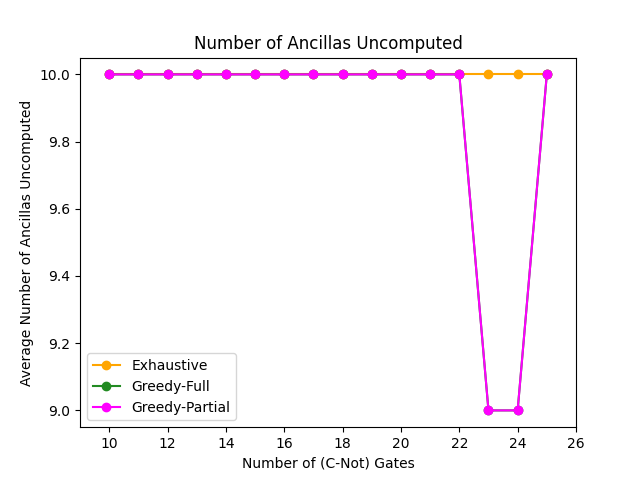 Number of Ancillas Uncomputed
Average Number of Ancillas Uncomputed
10.0
9.8
9.6
9.4
9.2
9.0
Exhaustive
Greedy-Full
Greedy-Partial
10 12 14 16 18 20 22 24 26
Number of (C-Not) Gates